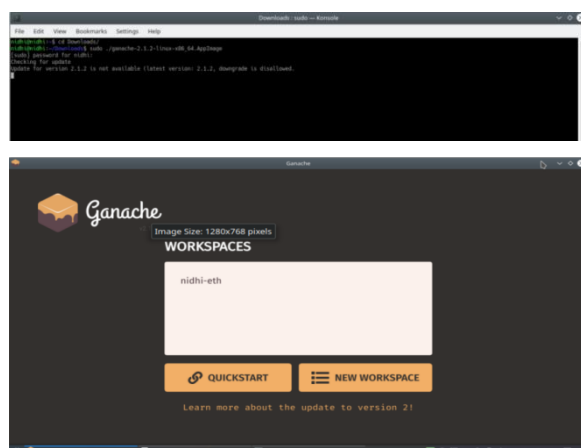 Downloads : sudo — Konsole
File Edit View Bookmarks Settings Help
nidhi@nidhi:~$ cd Downloads/
nidhi@nidhi:~/Downloads$ sudo ./ganache-2.1.2-linux-x86_64.AppImage
[sudo] password for nidhi:
Checking for update
Update for version 2.1.2 is not available (latest version: 2.1.2, downgrade is disallowed.
Ganache
Ganache
Image Size: 1280x768 pixels
WORKSPACES
nidhi-eth
QUICKSTART
NEW WORKSPACE
Learn more about the update to version 2!